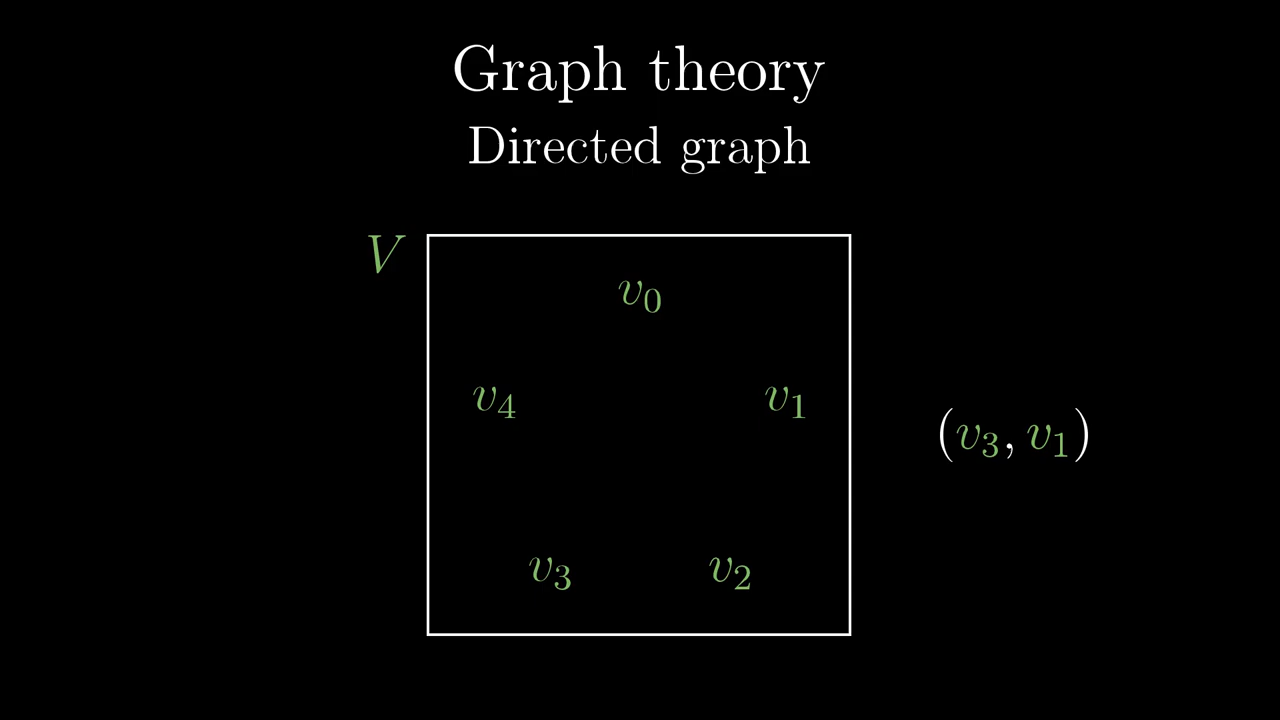 Graph theory
Directed graph
V
v₀
v₄
v₁
(v₃, v₁)
v₃
v₂